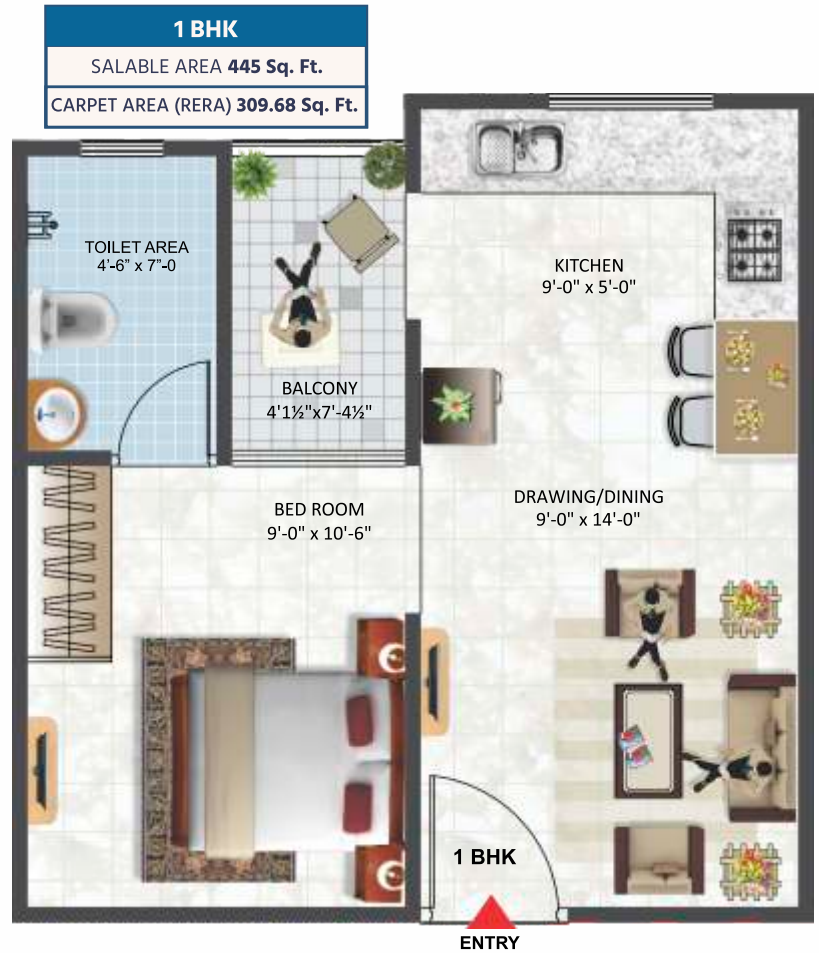 1 BHK
SALABLE AREA 445 Sq. Ft.
CARPET AREA (RERA) 309.68 Sq. Ft.
TOILET AREA
4'-6" x 7"-0
KITCHEN
9'-0" x 5'-0"
BALCONY
4'1½"x7'-4½"
BED ROOM
9'-0" x 10'-6"
DRAWING/DINING
9'-0" x 14'-0"
1 BHK
ENTRY